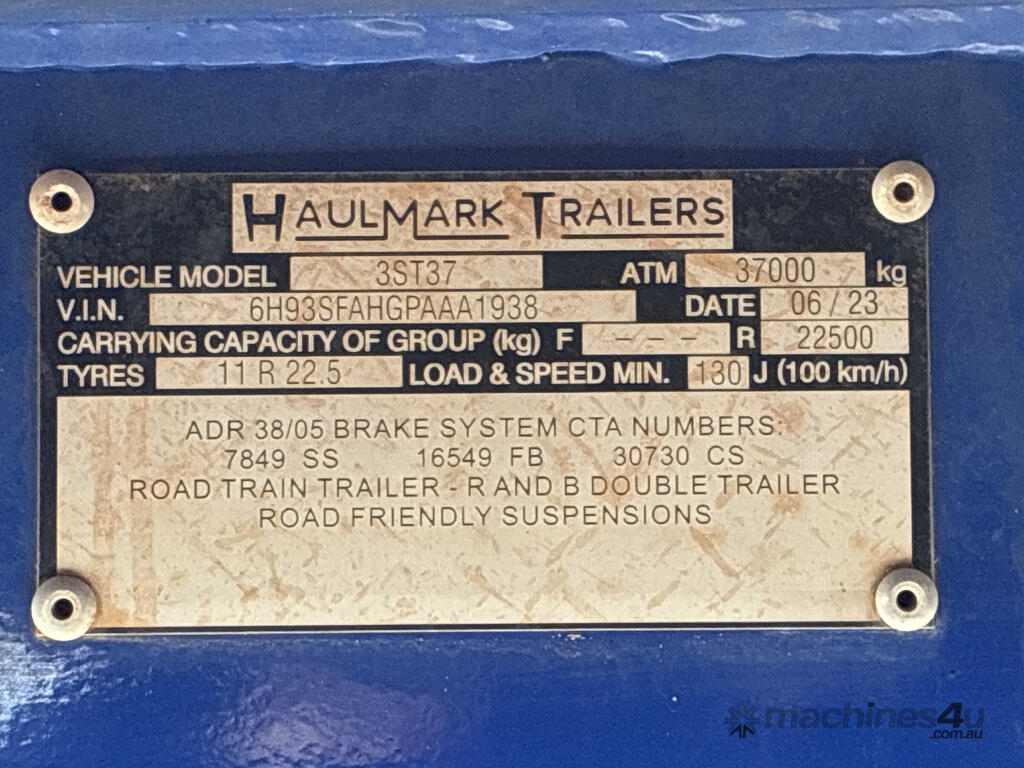 HAULMARK TRAILERS
VEHICLE MODEL 3ST37 ATM 37000 kg
V.I.N. 6H93SFAHGPAAA1938 DATE 06 / 23
CARRYING CAPACITY OF GROUP (kg) F - - - R 22500
TYRES 11 R 22.5 LOAD & SPEED MIN. 130 J (100 km/h)
ADR 38/05 BRAKE SYSTEM CTA NUMBERS:
7849 SS 16549 FB 30730 CS
ROAD TRAIN TRAILER - R AND B DOUBLE TRAILER
ROAD FRIENDLY SUSPENSIONS
machines4u
.com.au